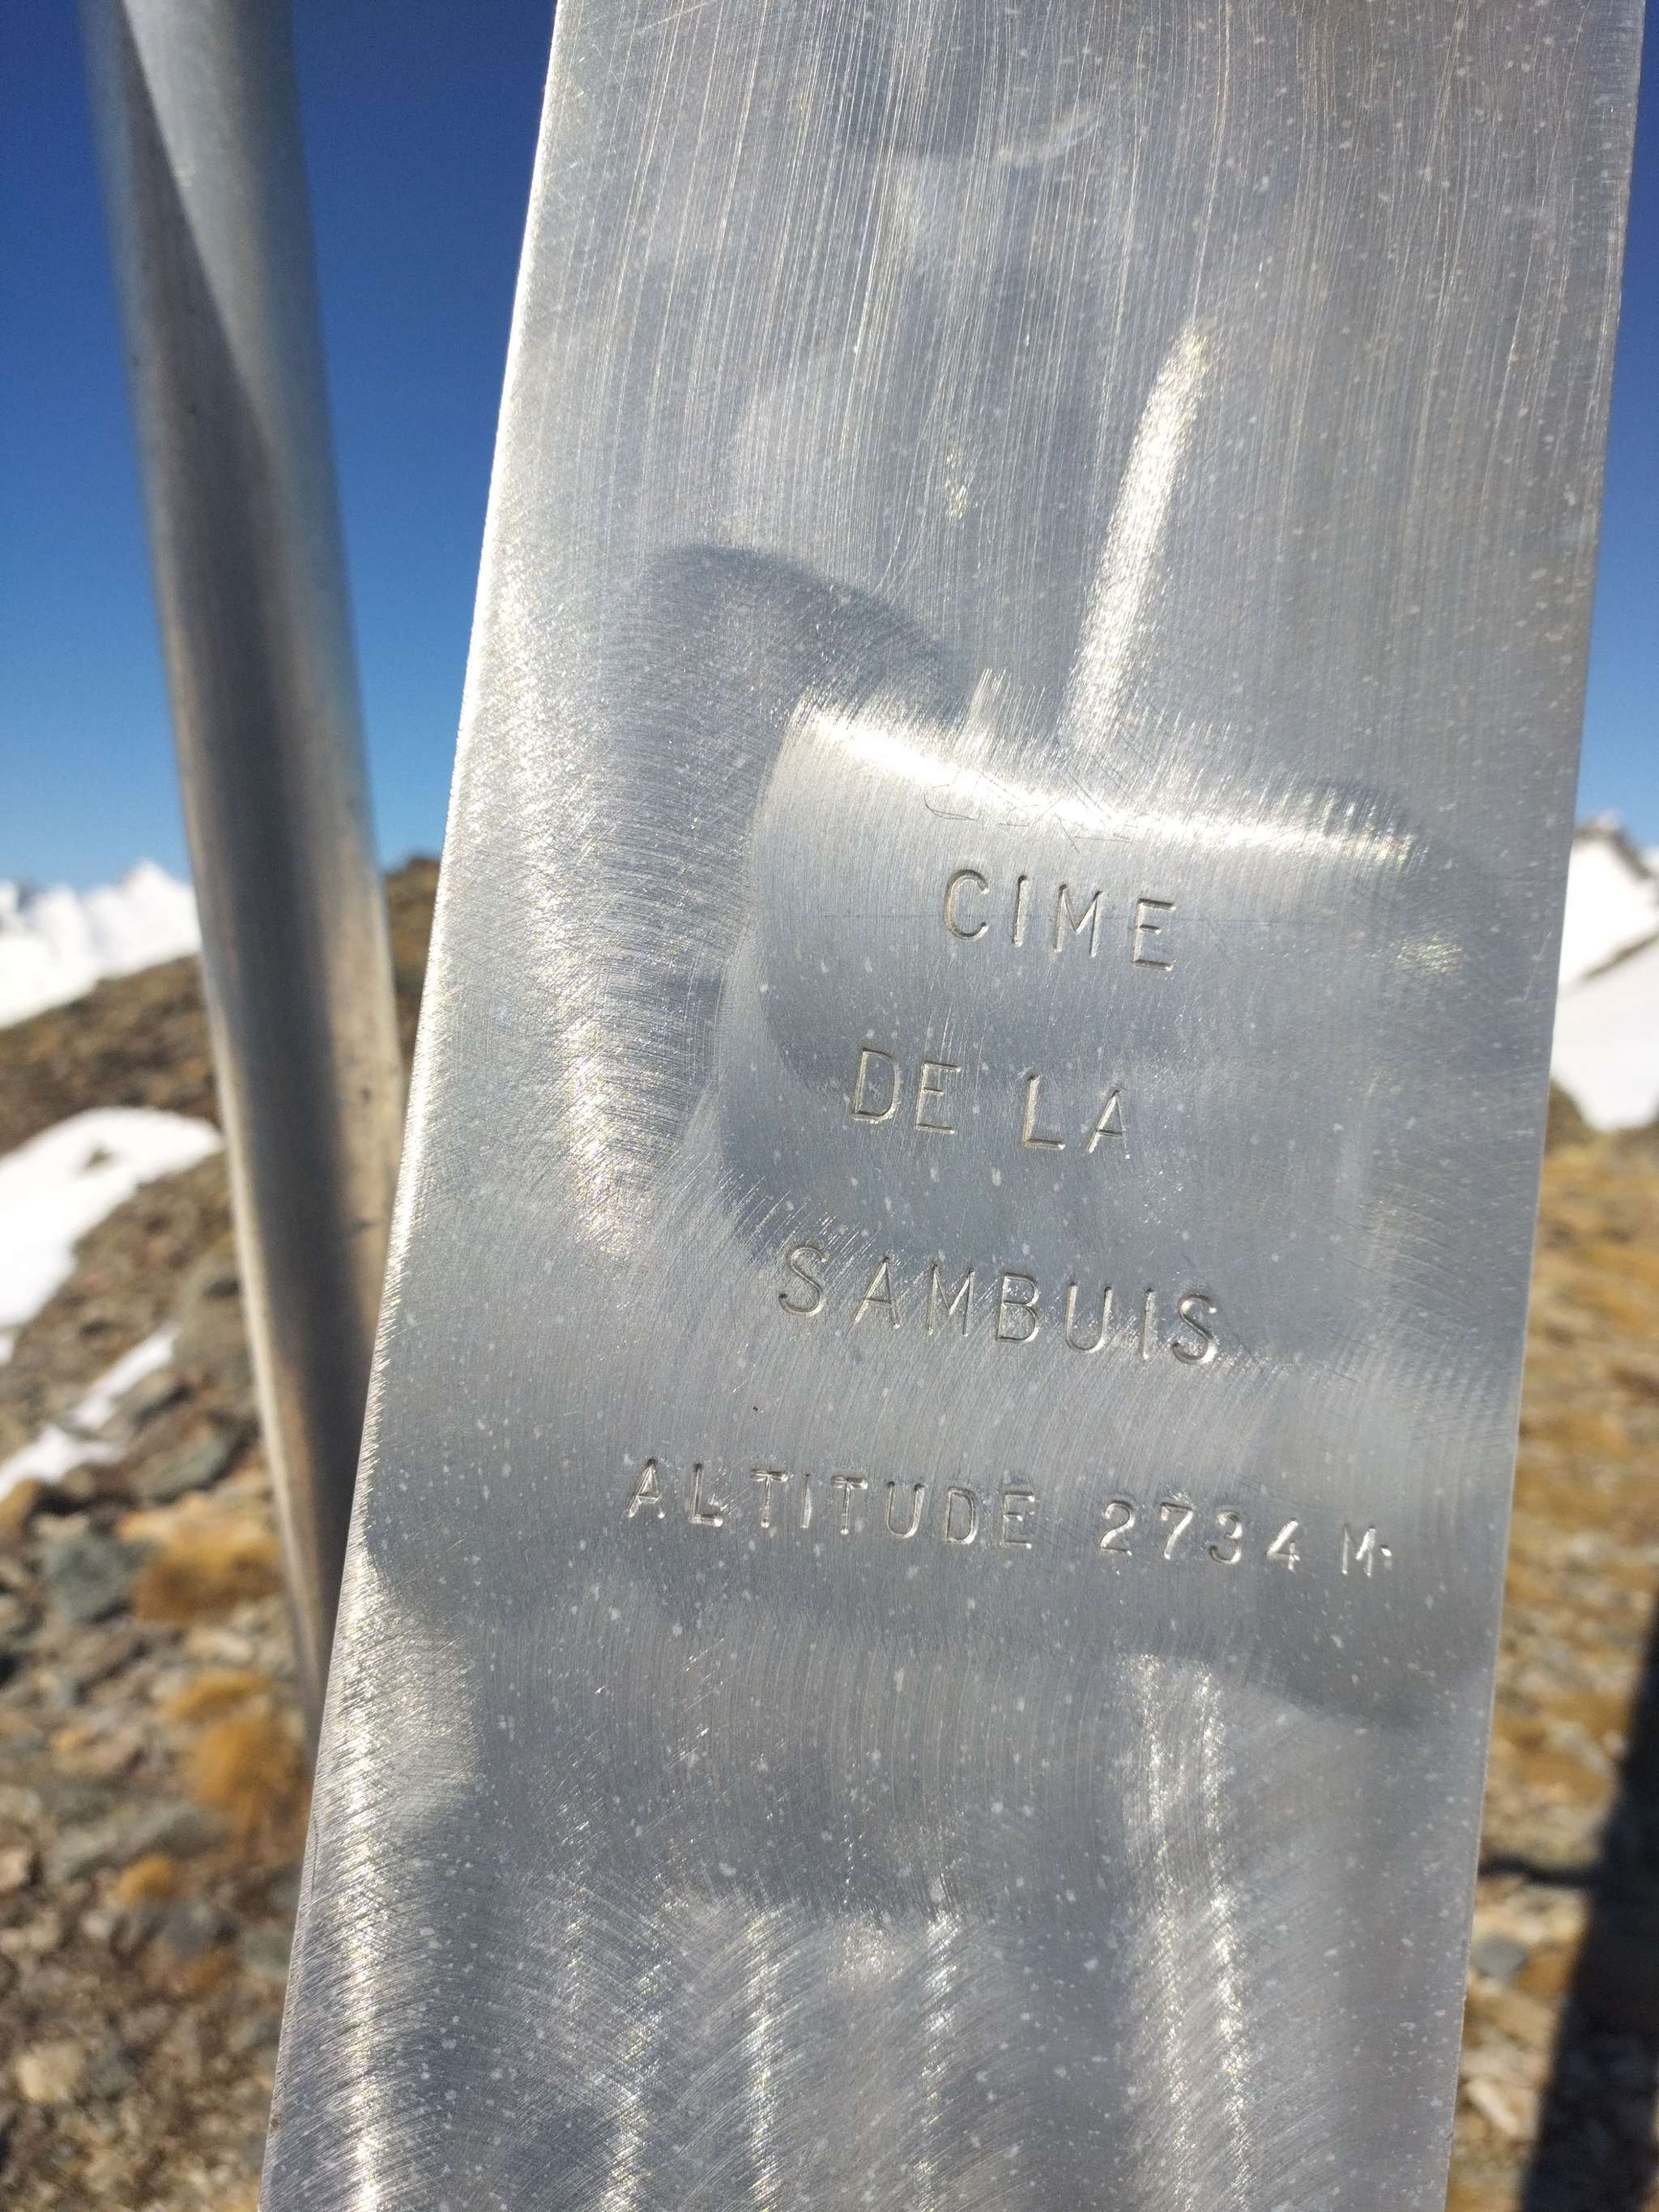 CIME
DE LA
SAMBUIS
ALTITUDE 2734 M.